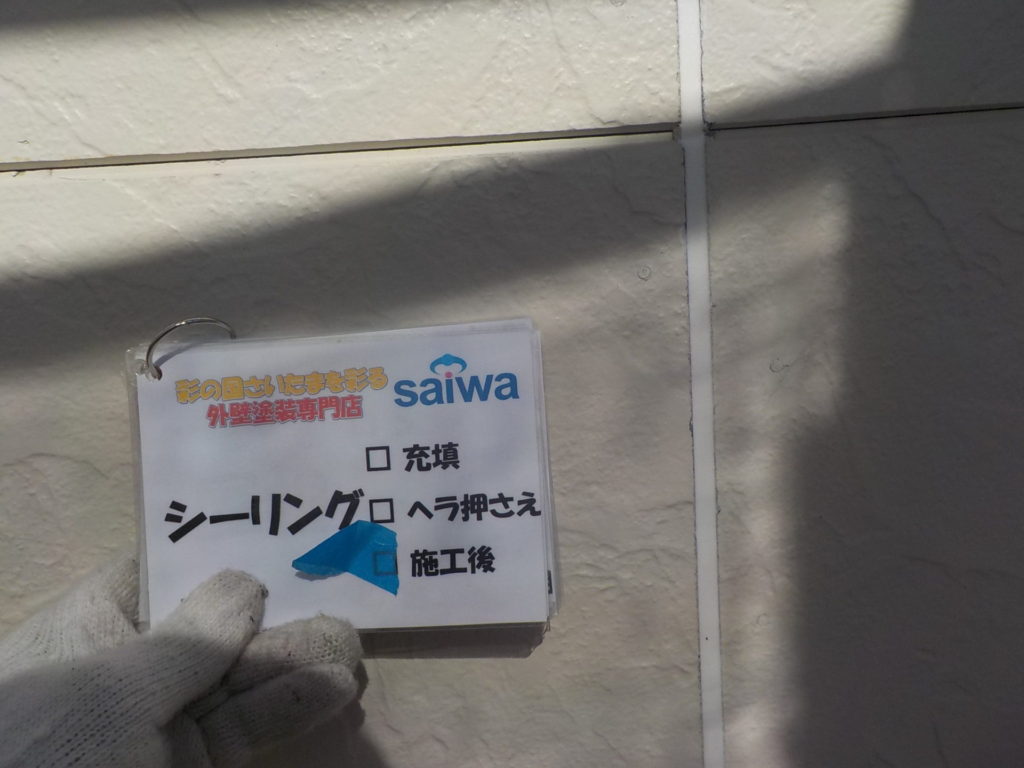 彩の国さいたまを彩る
外壁塗装専門店
saiwa
□ 充填
シーリング□ ヘラ押さえ
□ 施工後